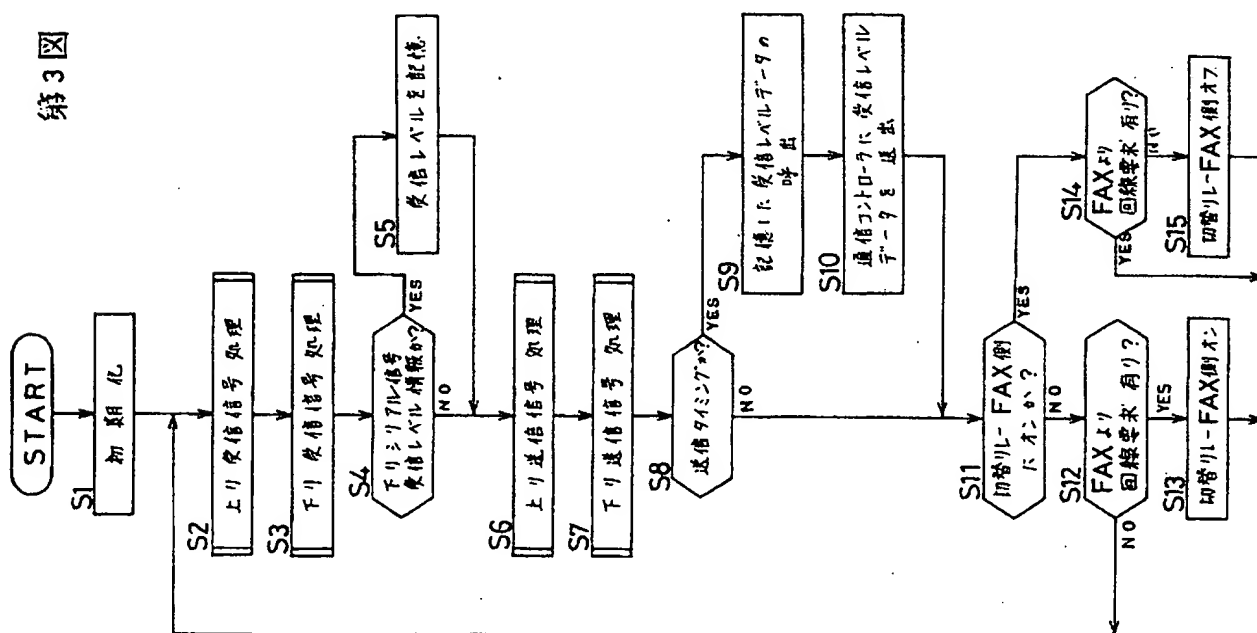 第3図
START
S1
初期化
S2
上り受信信号処理
S3
下り受信信号処理
S4
下りシリアル信号
受信レベル情報か?
YES
NO
S5
受信レベルを記憶
S6
上り送信信号処理
S7
下り送信信号処理
S8
送信タイミングか?
YES
NO
S9
記憶した受信レベルデータの
呼出
S10
通信コントローラに受信レベル
データを送出
S11
切替リレーFAX側
にオンか?
YES
NO
S12
FAXより
回線要求有り?
NO
YES
S13
切替リレーFAX側オン
S14
FAXより
回線要求有り?
YES
S15
切替リレーFAX側オフ